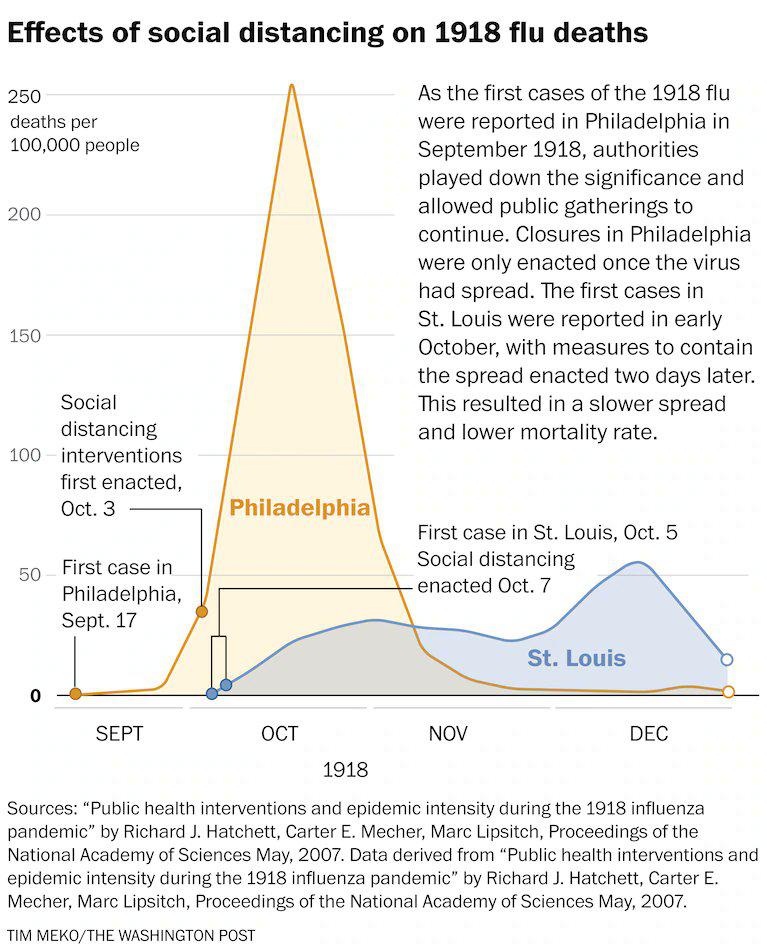 Effects of social distancing on 1918 flu deaths
250
deaths per
100,000 people
As the first cases of the 1918 flu
were reported in Philadelphia in
September 1918, authorities
played down the significance and
allowed public gatherings to
continue. Closures in Philadelphia
were only enacted once the virus
had spread. The first cases in
St. Louis were reported in early
October, with measures to contain
the spread enacted two days later.
This resulted in a slower spread
and lower mortality rate.
200
150
Social
distancing
interventions
first enacted,
Oct. 3
100
Philadelphia
First case in St. Louis, Oct. 5
Social distancing
enacted Oct. 7
First case in
Philadelphia,
Sept. 17
50
St. Louis
0
SEPT OCT NOV DEC
1918
Sources: “Public health interventions and epidemic intensity during the 1918 influenza
pandemic” by Richard J. Hatchett, Carter E. Mecher, Marc Lipsitch, Proceedings of the
National Academy of Sciences May, 2007. Data derived from “Public health interventions and
epidemic intensity during the 1918 influenza pandemic” by Richard J. Hatchett, Carter E.
Mecher, Marc Lipsitch, Proceedings of the National Academy of Sciences May, 2007.
TIM MEKO/THE WASHINGTON POST